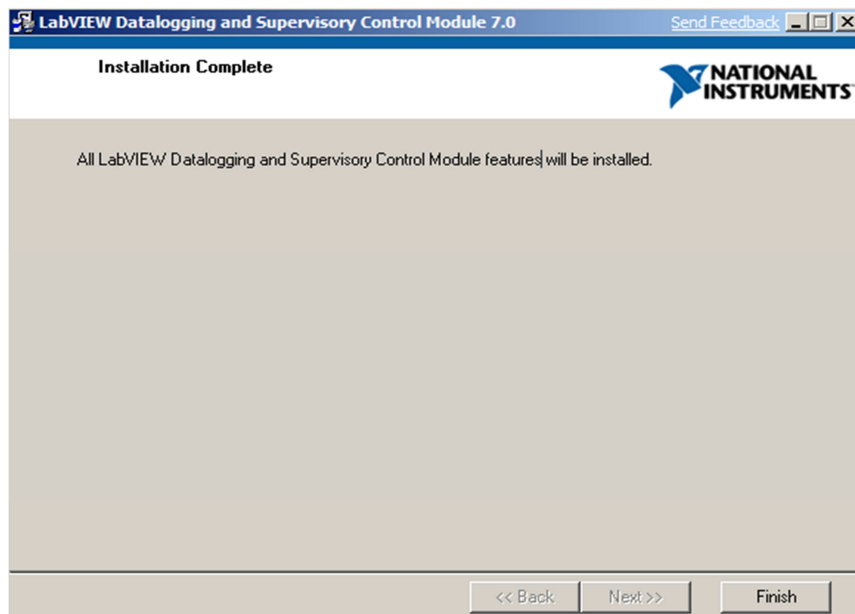 LabVIEW Datalogging and Supervisory Control Module 7.0 Send Feedback
Installation Complete
NATIONAL
INSTRUMENTS
All LabVIEW Datalogging and Supervisory Control Module features will be installed.
<< Back Next >> Finish